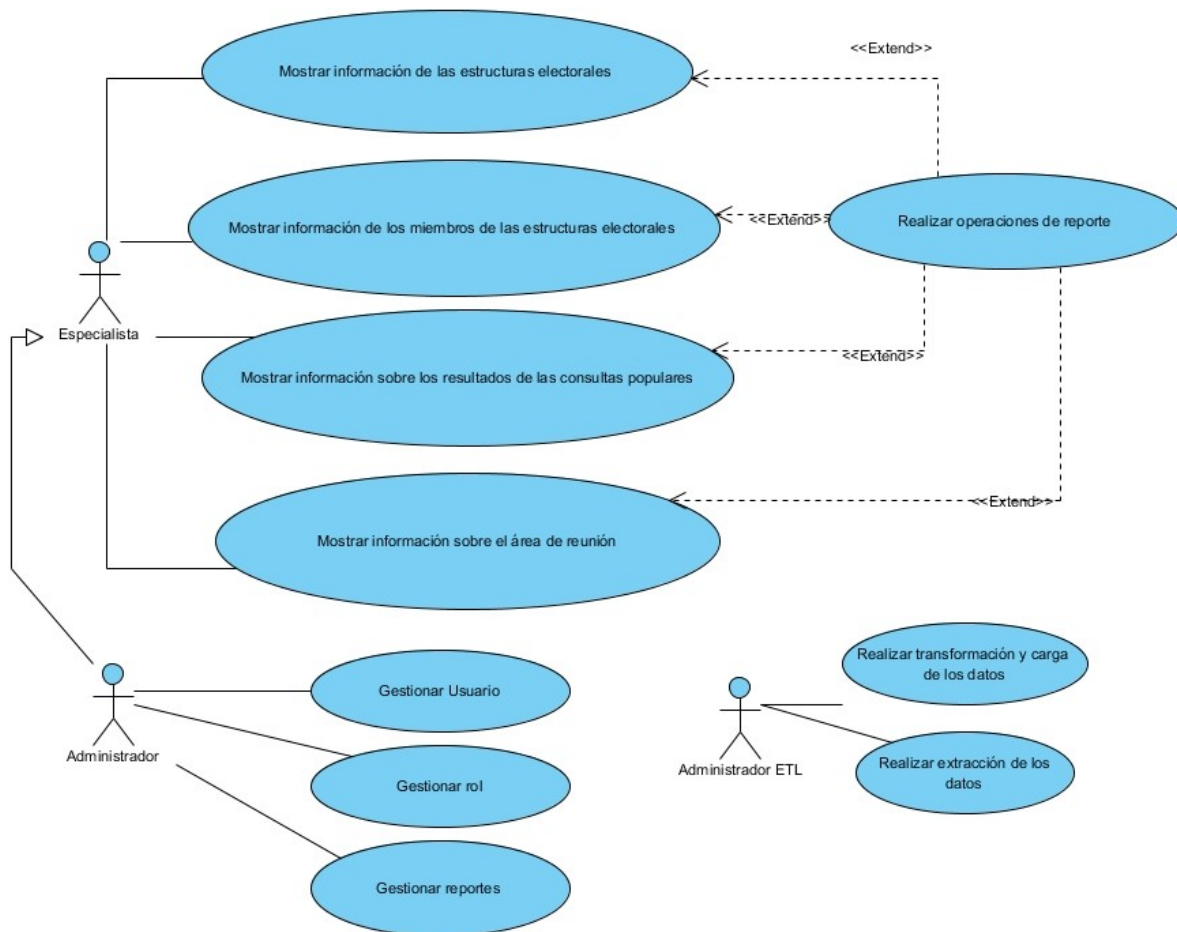 <<Extend>>
Mostrar información de las estructuras electorales
Mostrar información de los miembros de las estructuras electorales
<<Extend>>
Realizar operaciones de reporte
Especialista
<<Extend>>
Mostrar información sobre los resultados de las consultas populares
<<Extend>>
Mostrar información sobre el área de reunión
Realizar transformación y carga
de los datos
Gestionar Usuario
Administrador
Administrador ETL
Realizar extracción de los
datos
Gestionar rol
Gestionar reportes